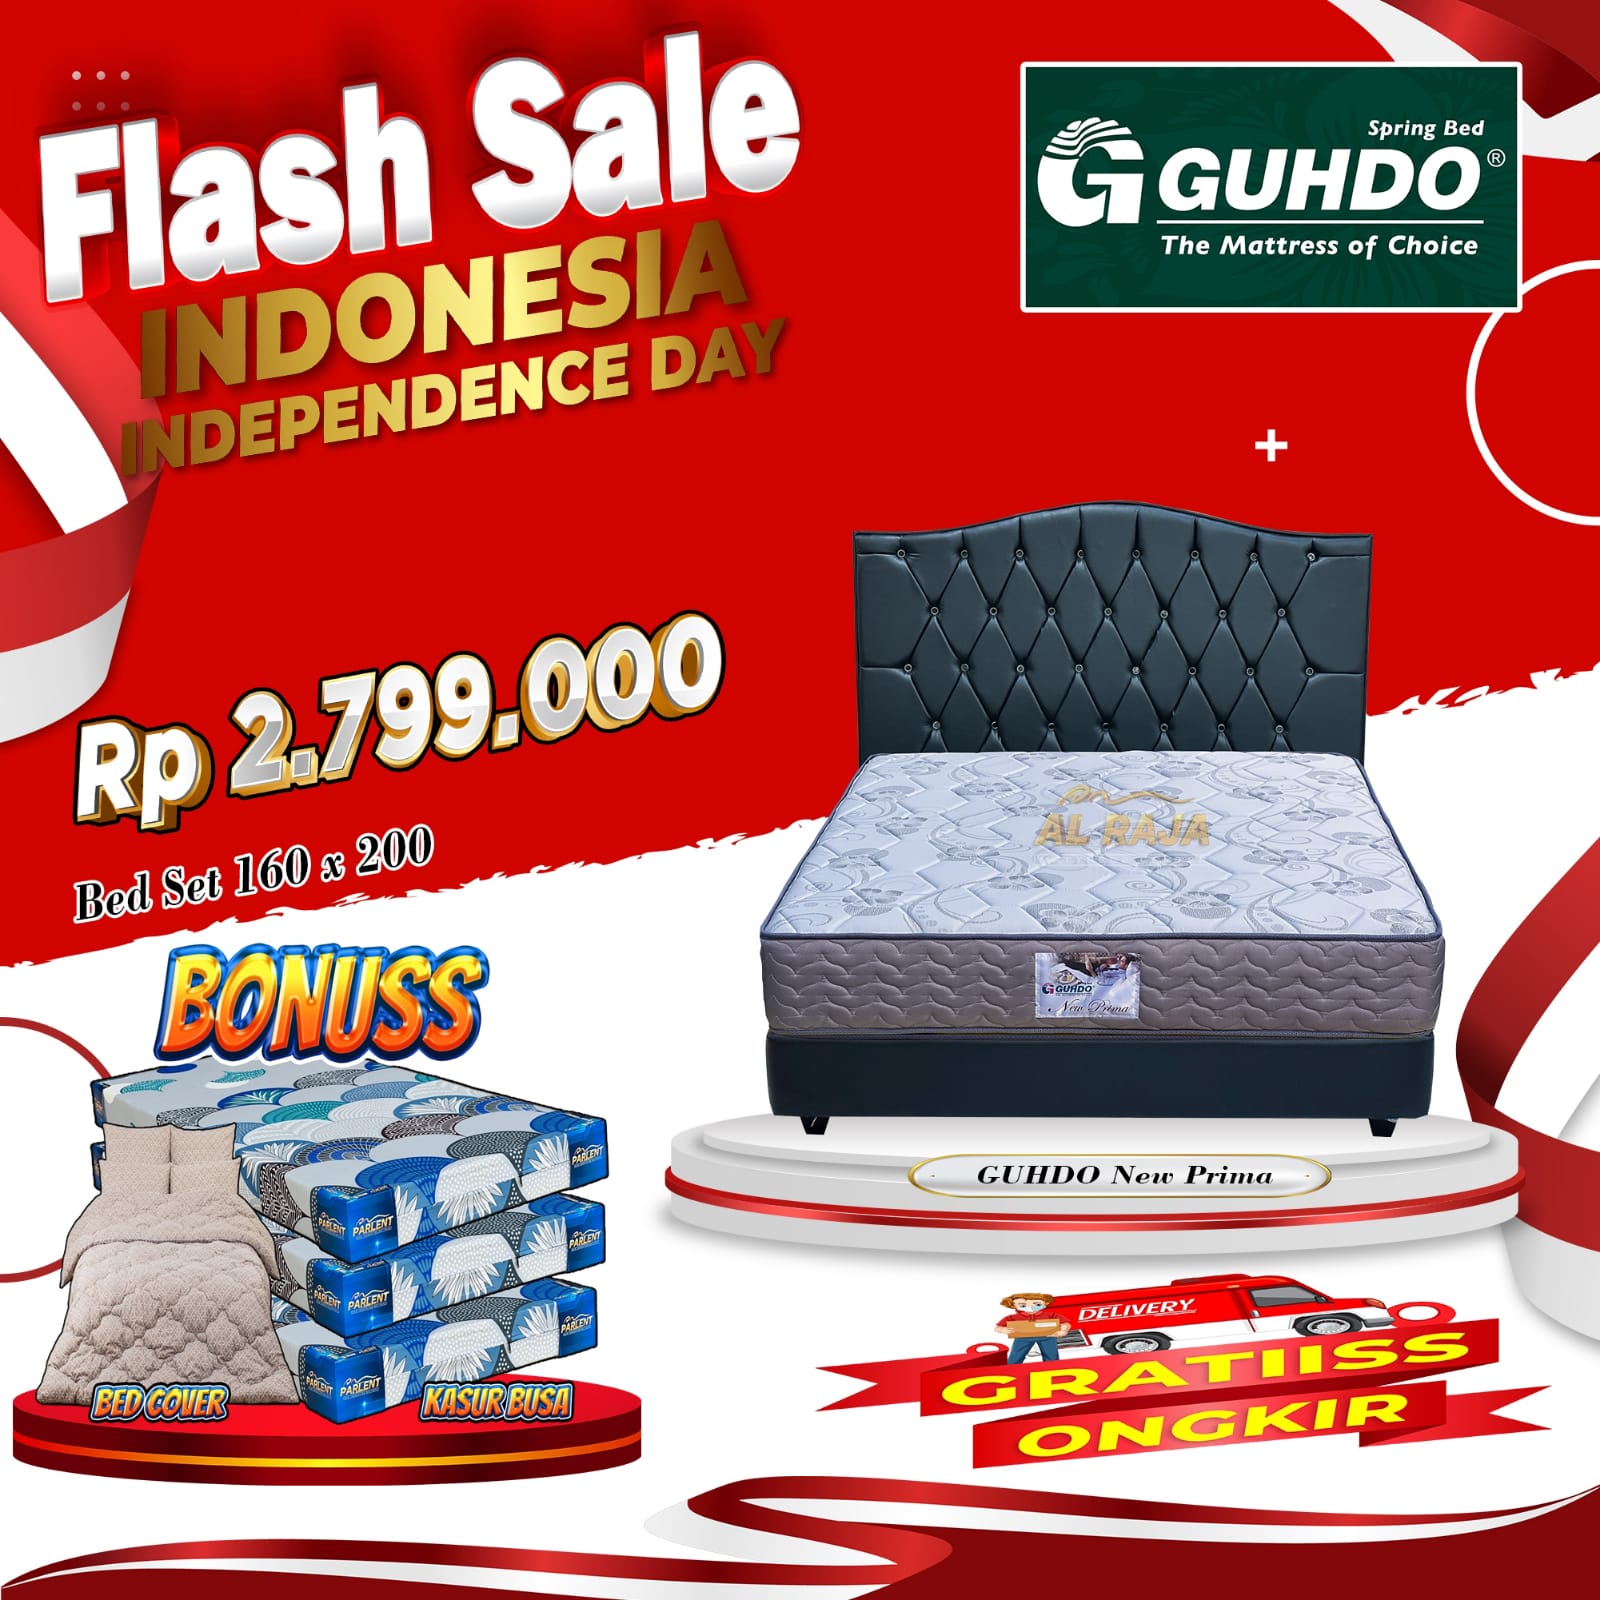 Flash Sale
INDONESIA
INDEPENDENCE DAY
Spring Bed
G GUHDO®
The Mattress of Choice
+
Rp 2.799.000
Bed Set 160 x 200
AL RAJA
GUHDO
New Prima
GUHDO New Prima
BONUSS
PARLENT
PARLENT PARLENT
PARLENT
PARLENT PARLENT
PARLENT
PARLENT PARLENT
BED COVER
KASUR BUSA
DELIVERY
GRATIISS
ONGKIR